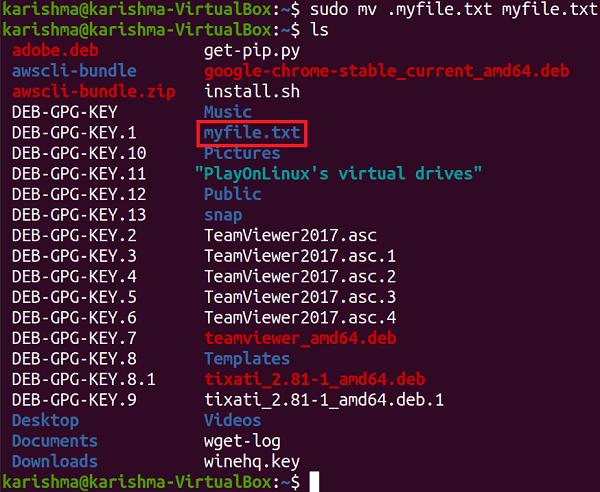 karishma@karishma-VirtualBox:~$ sudo mv .myfile.txt myfile.txt
karishma@karishma-VirtualBox:~$ ls
adobe.deb get-pip.py
awscli-bundle google-chrome-stable_current_amd64.deb
awscli-bundle.zip install.sh
DEB-GPG-KEY Music
DEB-GPG-KEY.1 myfile.txt
DEB-GPG-KEY.10 Pictures
DEB-GPG-KEY.11 "PlayOnLinux's virtual drives"
DEB-GPG-KEY.12 Public
DEB-GPG-KEY.13 snap
DEB-GPG-KEY.2 TeamViewer2017.asc
DEB-GPG-KEY.3 TeamViewer2017.asc.1
DEB-GPG-KEY.4 TeamViewer2017.asc.2
DEB-GPG-KEY.5 TeamViewer2017.asc.3
DEB-GPG-KEY.6 TeamViewer2017.asc.4
DEB-GPG-KEY.7 teamviewer_amd64.deb
DEB-GPG-KEY.8 Templates
DEB-GPG-KEY.8.1 tixati_2.81-1_amd64.deb
DEB-GPG-KEY.9 tixati_2.81-1_amd64.deb.1
Desktop Videos
Documents wget-log
Downloads winehq.key
karishma@karishma-VirtualBox:~$